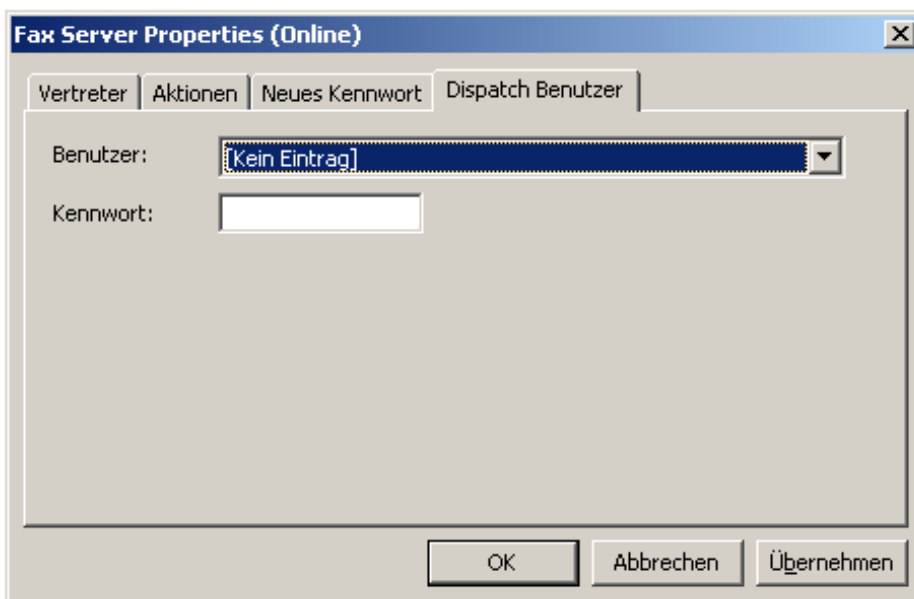 Fax Server Properties (Online)
Vertreter Aktionen Neues Kennwort Dispatch Benutzer
Benutzer: [Kein Eintrag]
Kennwort:
OK Abbrechen Übernehmen